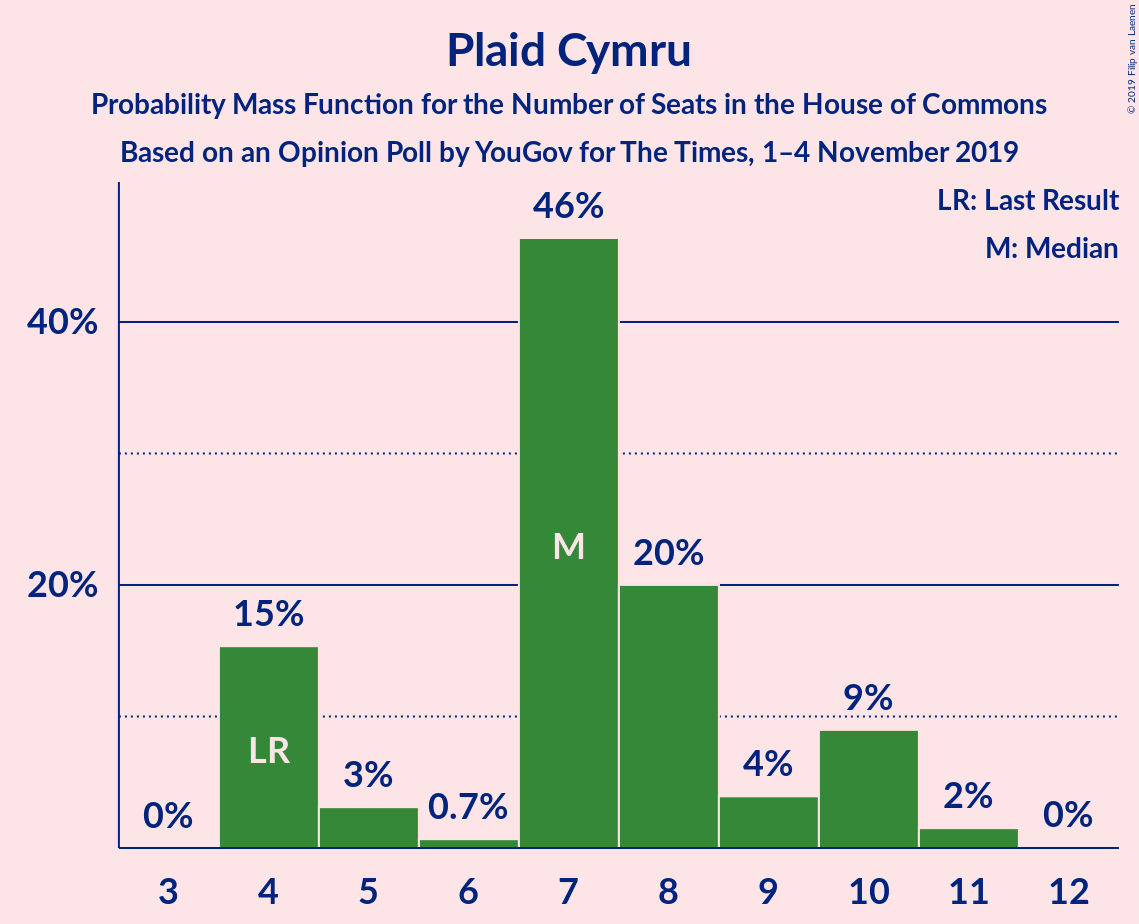 Plaid Cymru
Probability Mass Function for the Number of Seats in the House of Commons
Based on an Opinion Poll by YouGov for The Times, 1–4 November 2019
© 2019 Filip van Laenen
LR: Last Result
M: Median
40%
20%
0%
15%
3%
0.7%
46%
20%
4%
9%
2%
0%
LR
M
3 4 5 6 7 8 9 10 11 12